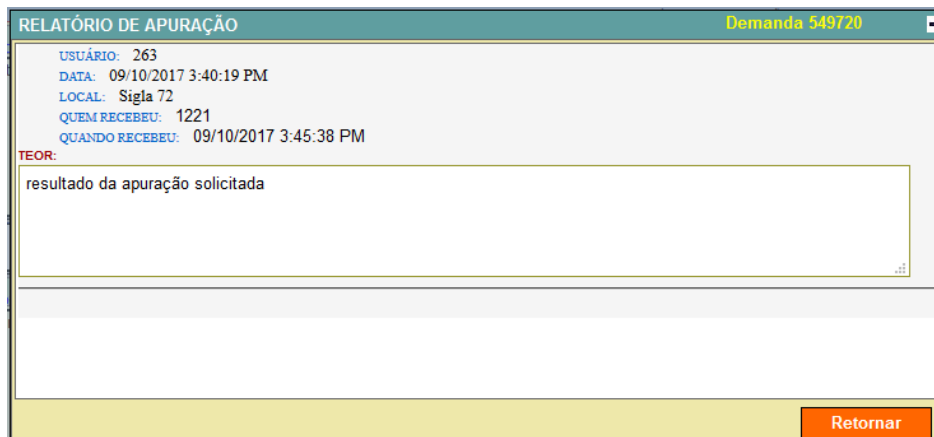 RELATÓRIO DE APURAÇÃO Demanda 549720
USUÁRIO: 263
DATA: 09/10/2017 3:40:19 PM
LOCAL: Sigla 72
QUEM RECEBEU: 1221
QUANDO RECEBEU: 09/10/2017 3:45:38 PM
TEOR:
resultado da apuração solicitada
Retornar